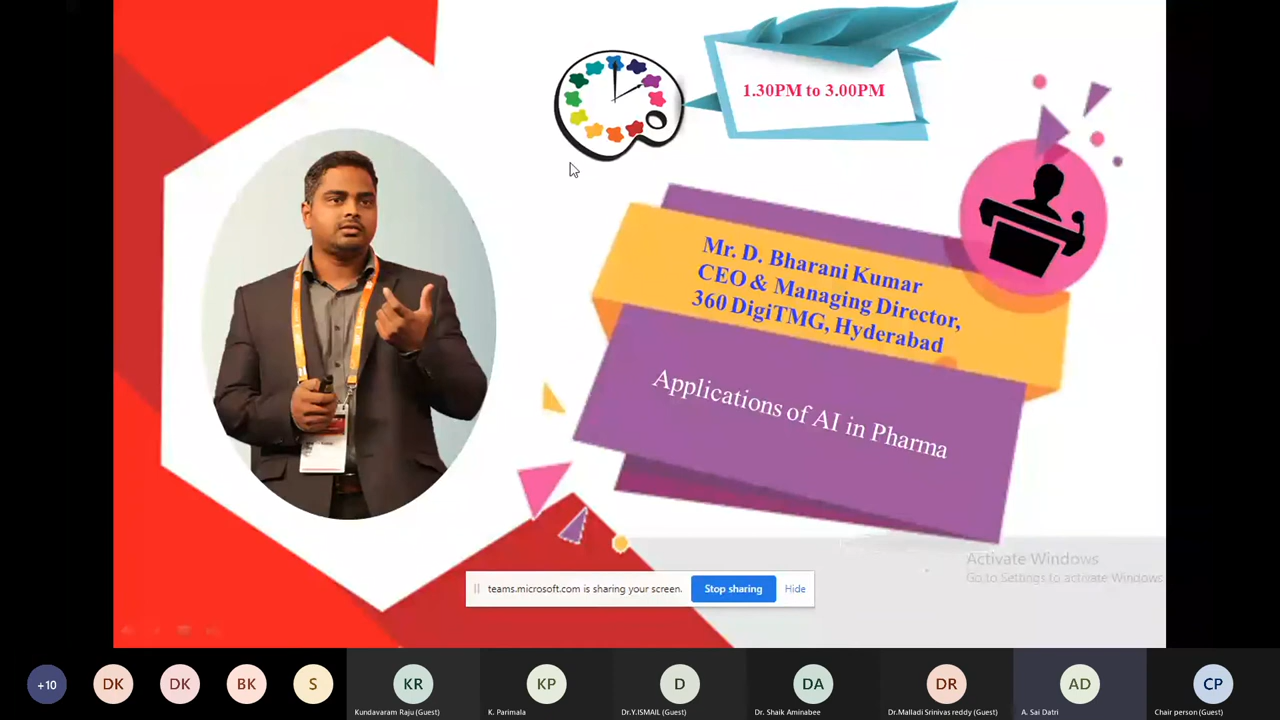 1.30PM to 3.00PM
Mr. D. Bharani Kumar
CEO & Managing Director,
360 DigiTMG, Hyderabad
Applications of AI in Pharma
Activate Windows
Go to Settings to activate Windows.
teams.microsoft.com is sharing your screen.
Stop sharing
Hide
+10
DK
DK
BK
S
KR
KP
D
DA
DR
AD
CP
Kundavaram Raju (Guest)
K. Parimala
Dr.Y.ISMAIL (Guest)
Dr. Shaik Aminabee
Dr.Malladi Srinivas reddy (Guest)
A. Sai Datri
Chair person (Guest)